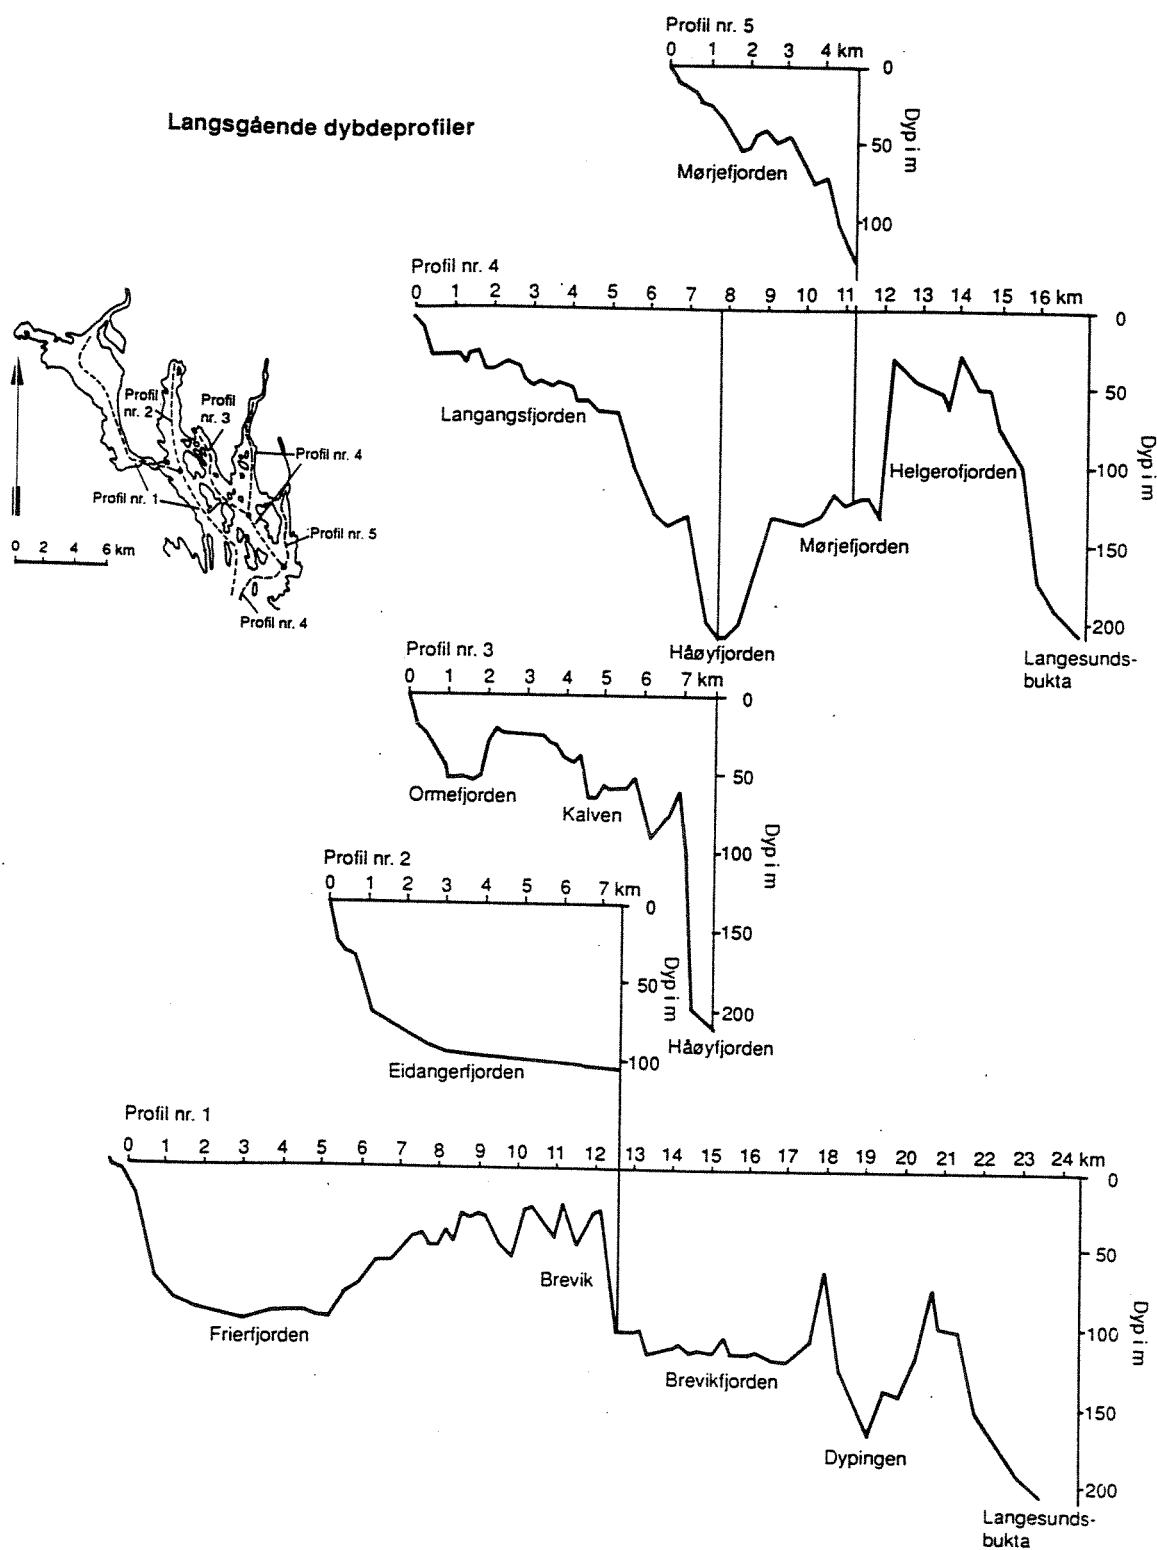 Profil nr. 5
0 1 2 3 4 km
0
50
100
Dyp i m
Mørjefjorden
Langsgående dybdeprofiler
Profil nr. 4
0 1 2 3 4 5 6 7 8 9 10 11 12 13 14 15 16 km
0
50
100
150
200
Dyp i m
Langangsfjorden
Helgerofjorden
Mørjefjorden
Håøyfjorden
Langesunds-
bukta
Profil
nr. 2
Profil
nr. 3
Profil nr. 4
Profil nr. 1
Profil nr. 5
0 2 4 6 km
Profil nr. 4
Profil nr. 3
0 1 2 3 4 5 6 7 km
0
50
100
150
200
Dyp i m
Ormefjorden
Kalven
Håøyfjorden
Profil nr. 2
0 1 2 3 4 5 6 7 km
0
50
100
Dyp i m
Eidangerfjorden
Profil nr. 1
0 1 2 3 4 5 6 7 8 9 10 11 12 13 14 15 16 17 18 19 20 21 22 23 24 km
0
50
100
150
200
Dyp i m
Brevik
Frierfjorden
Brevikfjorden
Dypingen
Langesunds-
bukta